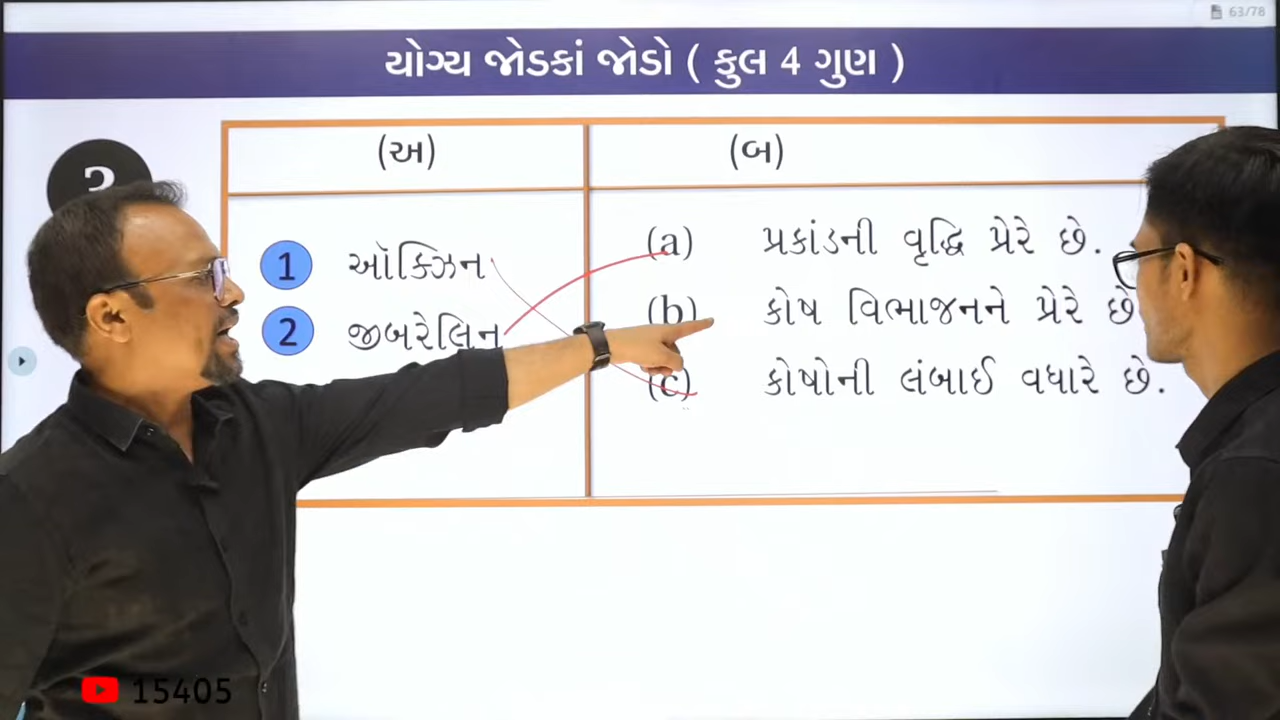 63/78
યોગ્ય જોડકાં જોડો ( કુલ 4 ગુણ )
(અ) (બ)
1 ઑક્ઝિન (a) પ્રકાંડની વૃદ્ધિ પ્રેરે છે.
2 જીબરેલિન (b) કોષ વિભાજનને પ્રેરે છે
(c) કોષોની લંબાઈ વધારે છે.
15405